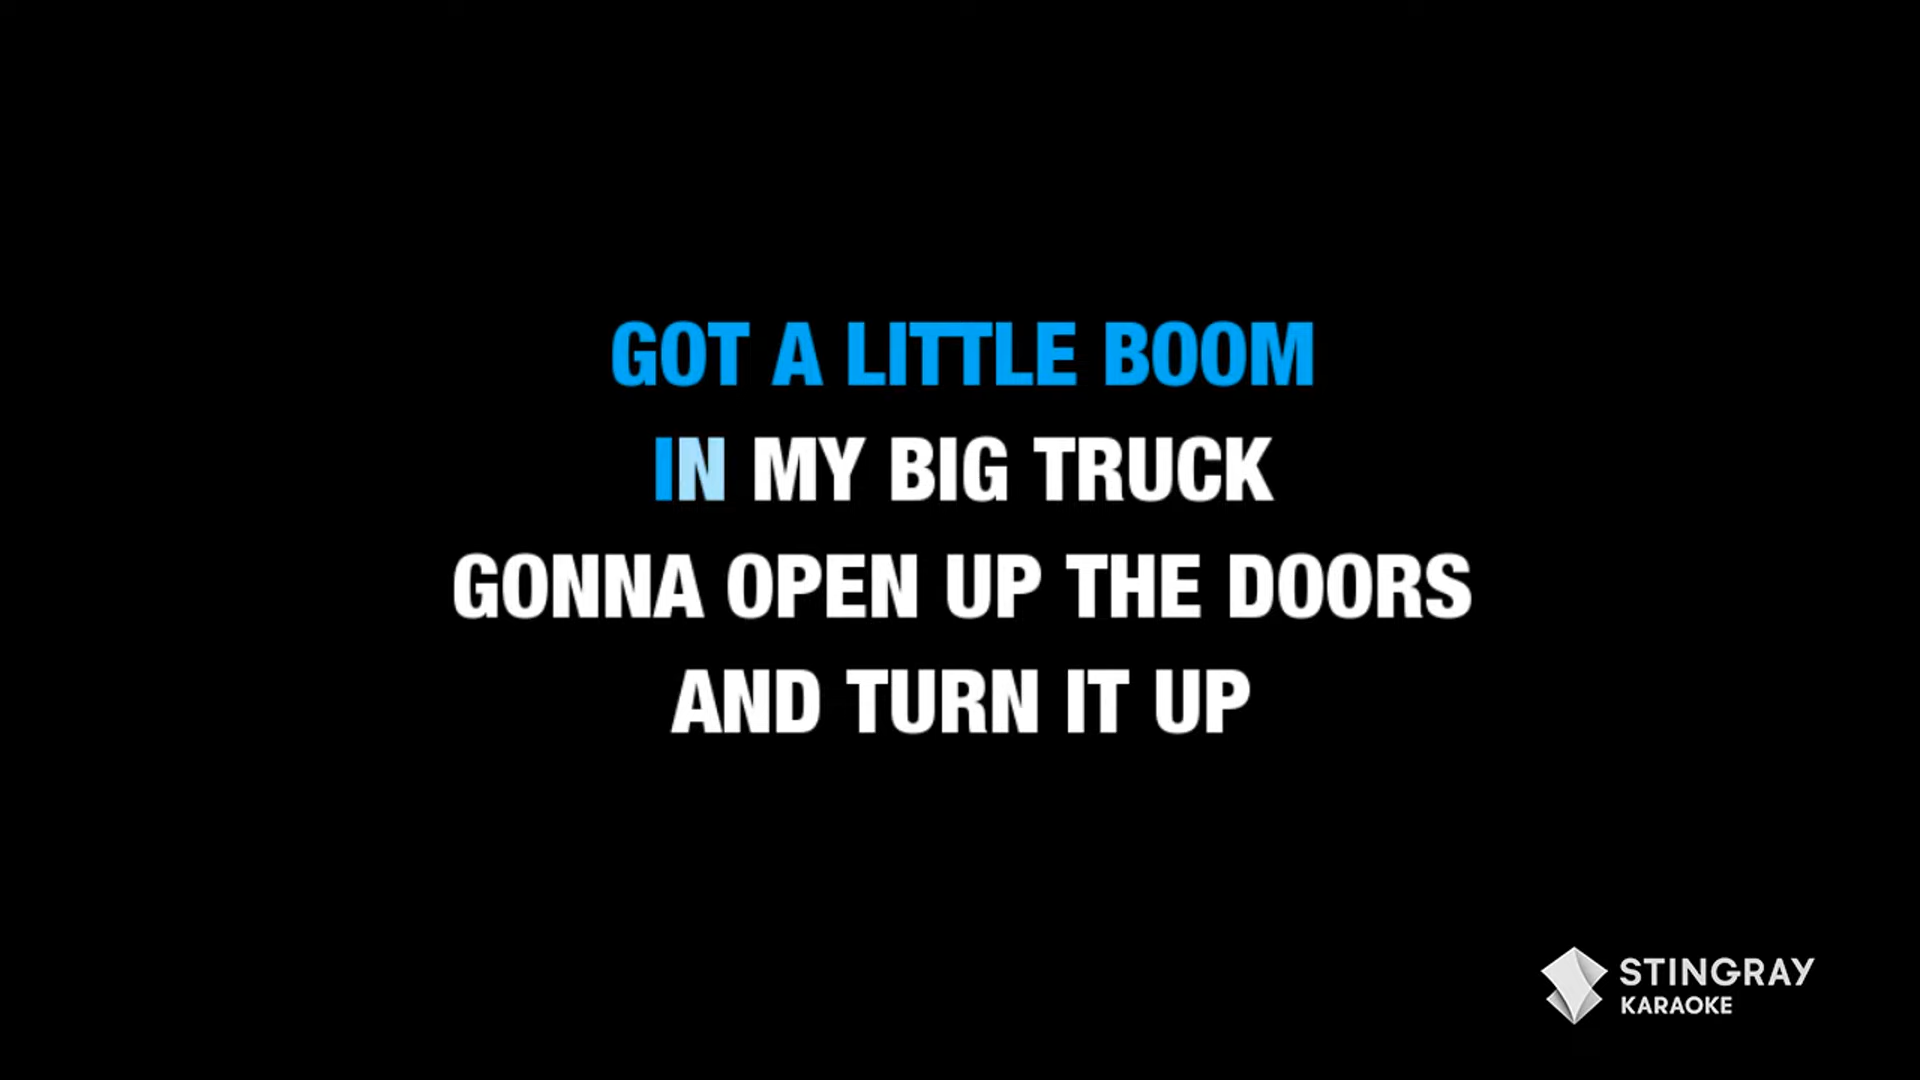 GOT A LITTLE BOOM
IN MY BIG TRUCK
GONNA OPEN UP THE DOORS
AND TURN IT UP
STINGRAY
KARAOKE